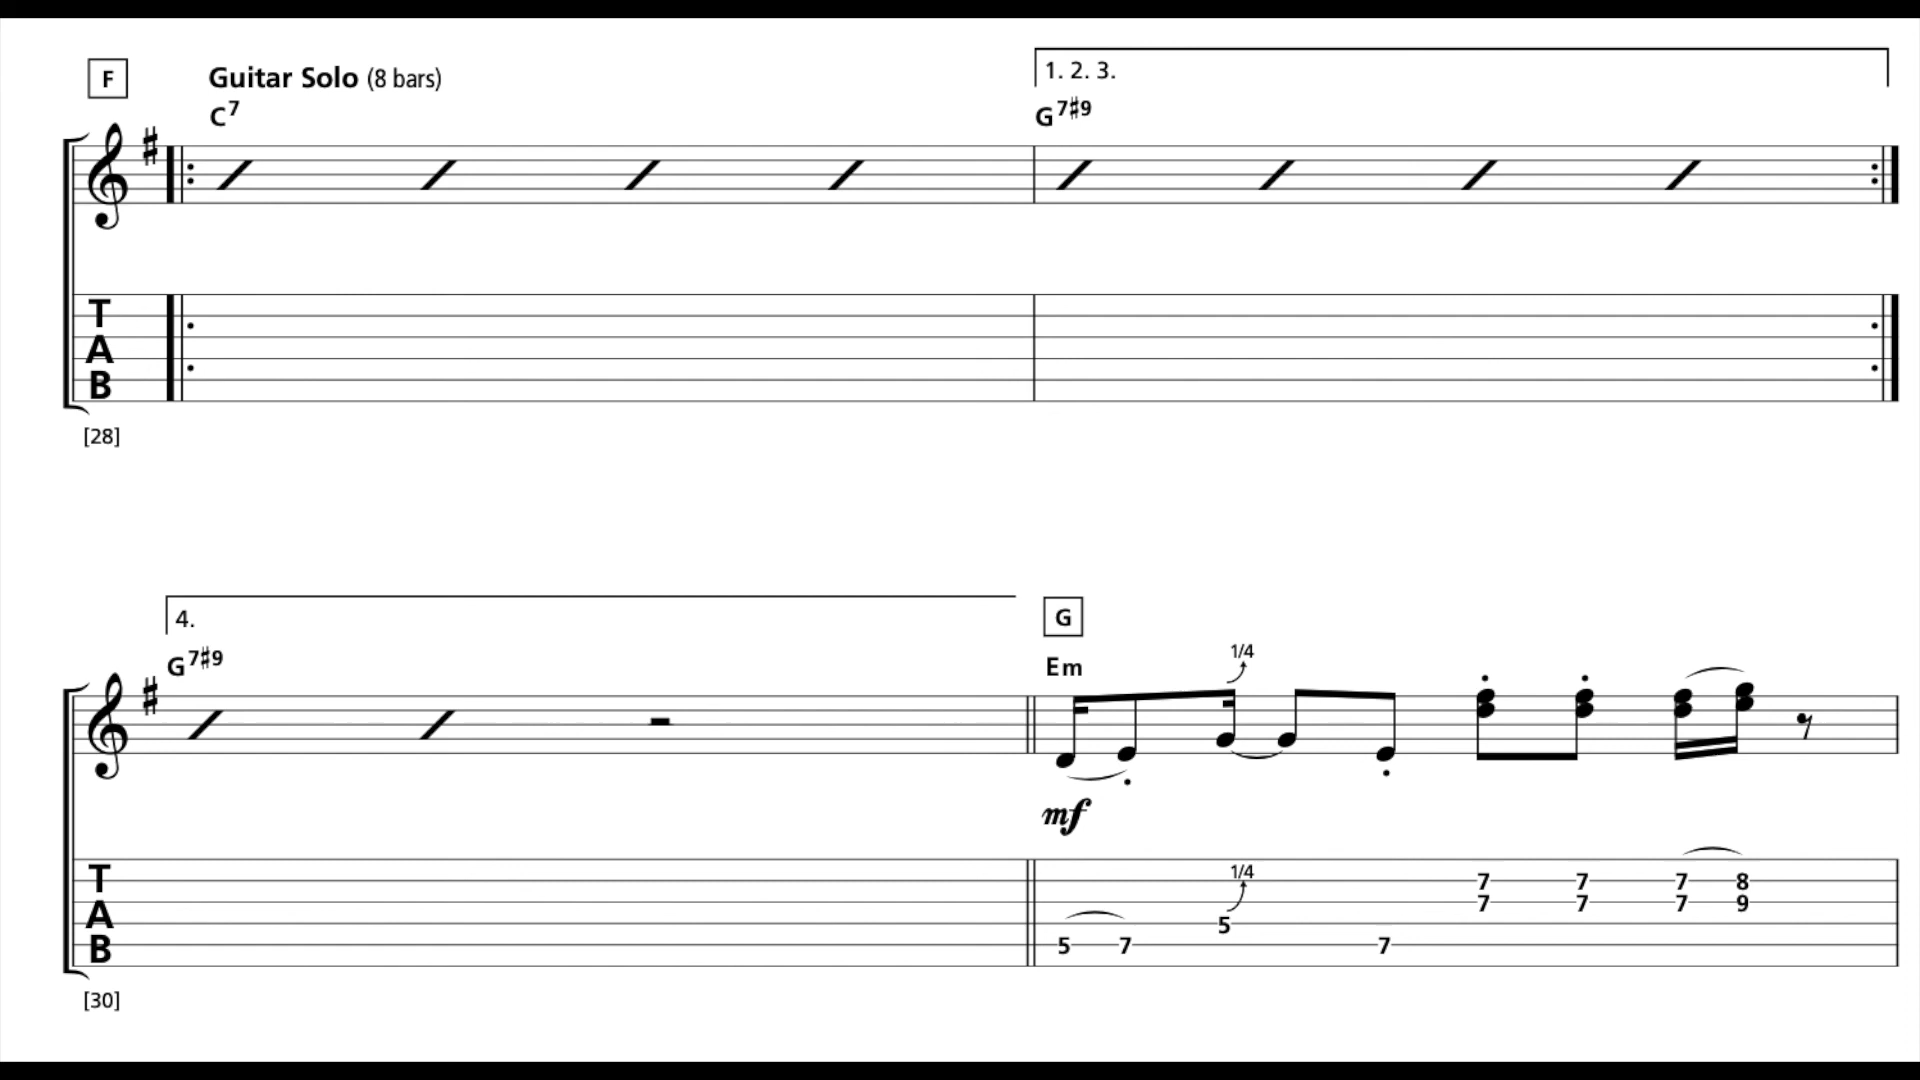 F
Guitar Solo (8 bars)
1. 2. 3.
C7
G7♯9
T
A
B
[28]
4.
G
G7♯9
Em
1/4
mf
T
A
B
1/4
7 7 7 8
7 7 7 9
5
5 7 7
[30]